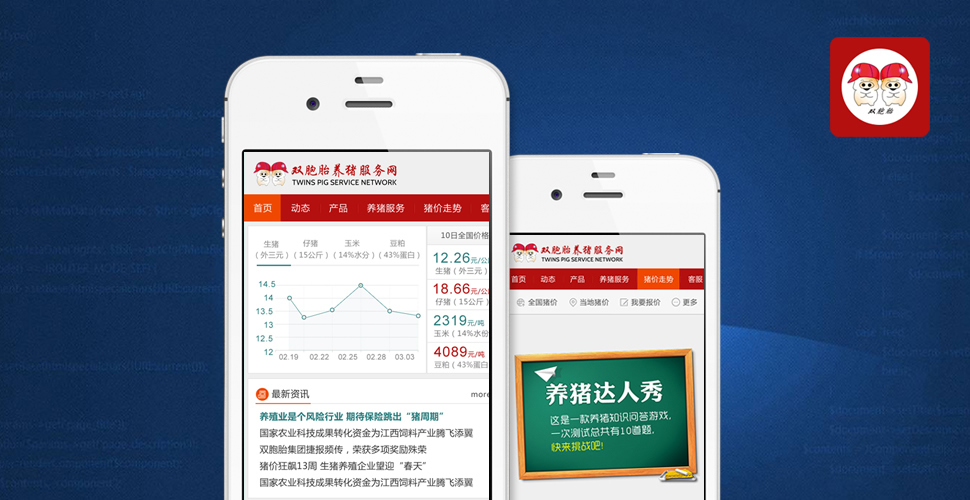 双胞胎养猪服务网
TWINS PIG SERVICE NETWORK
首页 动态 产品 养猪服务 猪价走势 客
生猪 仔猪 玉米 豆粕
(外三元) (15公斤) (14%水分) (43%蛋白)
14.5
14
13.5
13
12.5
12
02.19 02.22 02.25 02.28 03.03
10日全国价格
12.26元/公
生猪(外三元)
18.66元/公
仔猪(15公斤)
2319元/吨
玉米(14%水分
4089元/吨
豆粕(43%蛋白
最新资讯 more
养殖业是个风险行业 期待保险跳出“猪周期”
国家农业科技成果转化资金为江西饲料产业腾飞添翼
双胞胎集团捷报频传，荣获多项奖励殊荣
猪价狂飙13周 生猪养殖企业望迎“春天”
国家农业科技成果转化资金为江西饲料产业腾飞添翼
双胞胎养猪服务网
TWINS PIG SERVICE NETWORK
首页 动态 产品 养猪服务 猪价走势 客服
全国猪价 当地猪价 我要报价 更多
养猪达人秀
这是一款养猪知识问答游戏,
一次测试总共有10道题,
快来挑战吧!
双胞胎